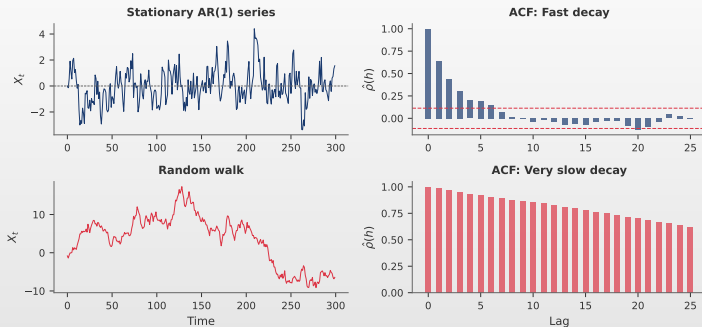 Stationary AR(1) series
ACF: Fast decay
4
2
0
−2
X_t
0 50 100 150 200 250 300
1.00
0.75
0.50
0.25
0.00
ρ̂(h)
0 5 10 15 20 25
Random walk
ACF: Very slow decay
10
0
−10
X_t
0 50 100 150 200 250 300
Time
1.00
0.75
0.50
0.25
0.00
ρ̂(h)
0 5 10 15 20 25
Lag